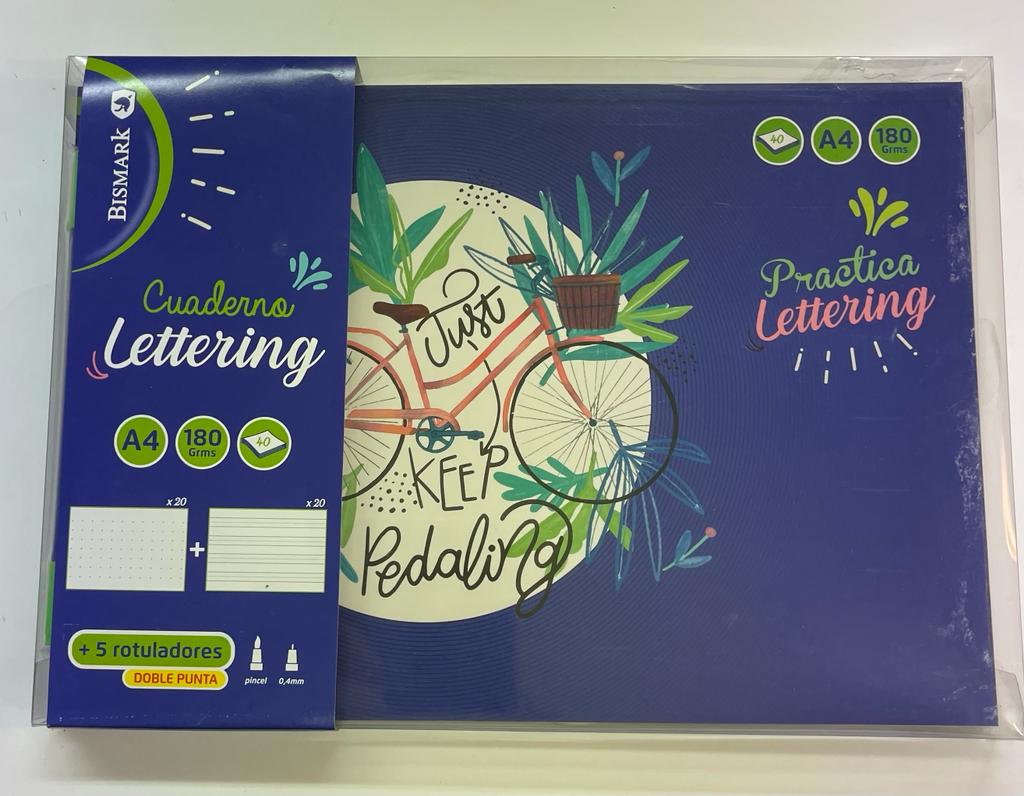 BISMARK
Cuaderno
Lettering
A4
180
Grms
40
x 20
x 20
+
+ 5 rotuladores
DOBLE PUNTA
pincel
0,4mm
Just
KEEP
Pedaling
40
A4
180
Grms
Practica
Lettering